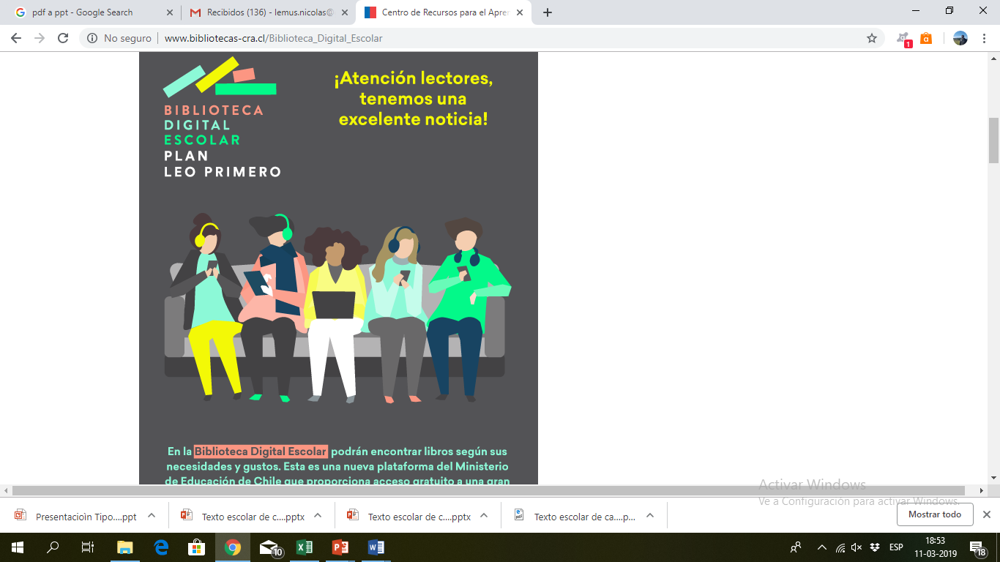 pdf a ppt - Google Search
Recibidos (136) - lemus.nicolas@
Centro de Recursos para el Apre
No seguro
www.bibliotecas-cra.cl/Biblioteca_Digital_Escolar
1
a
BIBLIOTECA
DIGITAL
ESCOLAR
PLAN
LEO PRIMERO
¡Atención lectores,
tenemos una
excelente noticia!
En la Biblioteca Digital Escolar podrán encontrar libros según sus
necesidades y gustos. Esta es una nueva plataforma del Ministerio
de Educación de Chile que proporciona acceso gratuito a una gran
Activar Windows
Ve a Configuración para activar Windows.
Presentacioìn Tipo....ppt
Texto escolar de c....pptx
Texto escolar de c....pptx
Texto escolar de ca....p...
Mostrar todo
10
ESP
18:53
11-03-2019
18